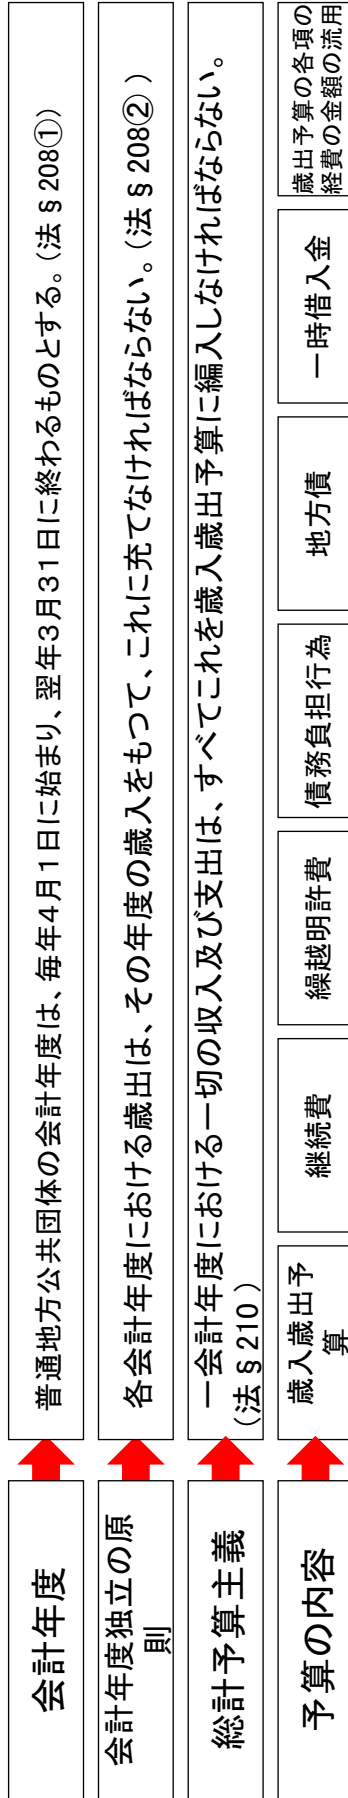 会計年度
普通地方公共団体の会計年度は、毎年4月1日に始まり、翌年3月31日に終わるものとする。（法§208①）
会計年度独立の原
則
各会計年度における歳出は、その年度の歳入をもつて、これに充てなければならない。（法§208②）
総計予算主義
一会計年度における一切の収入及び支出は、すべてこれを歳入歳出予算に編入しなければならない。
（法§210）
予算の内容
歳入歳出予
算
継続費
繰越明許費
債務負担行為
地方債
一時借入金
歳出予算の各項の
経費の金額の流用